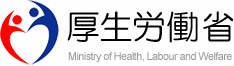 厚生労働省
Ministry of Health, Labour and Welfare